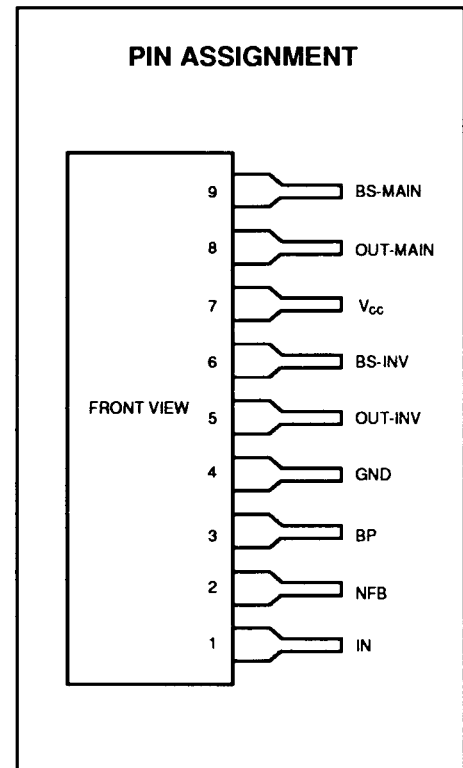 PIN ASSIGNMENT
9 BS-MAIN
8 OUT-MAIN
7 Vcc
6 BS-INV
FRONT VIEW
5 OUT-INV
4 GND
3 BP
2 NFB
1 IN